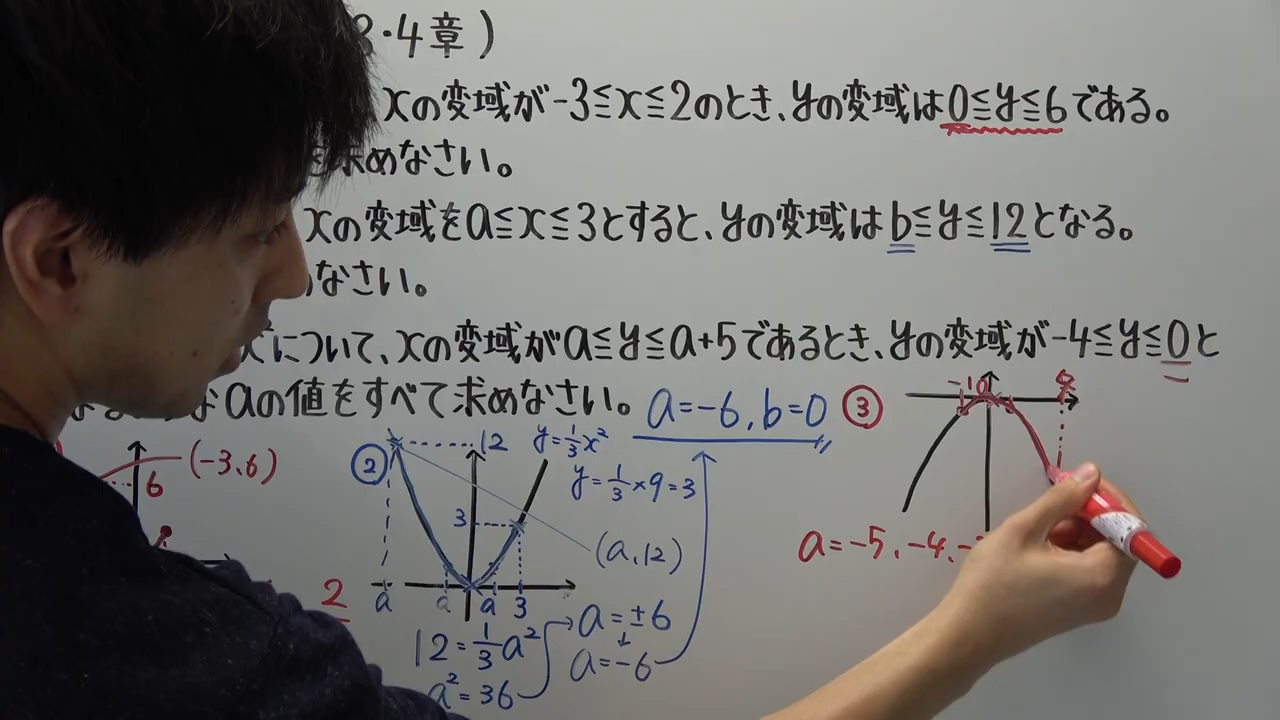 ・4章)
xの変域が-3≦x≦2のとき、yの変域は0≦y≦6である。
求めなさい。
xの変域をa≦x≦3とすると、yの変域はb≦y≦12となる。
なさい。
について、xの変域がa≦y≦a+5であるとき、yの変域が-4≦y≦0と
aの値をすべて求めなさい。
a=-6, b=0
③
-1 0
(-3,6)
6
2
②
12
y=1/3x²
y=1/3×9=3
3
(a,12)
a
a
a
3
12=1/3a²
a²=36
a=±6
a=-6
a=-5、-4、-